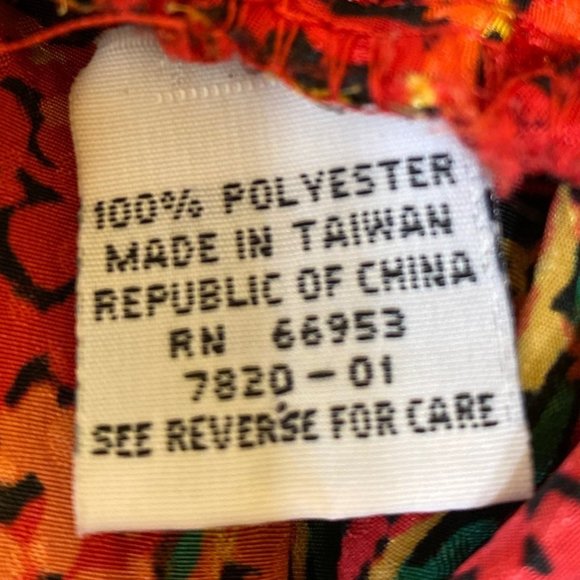 100% POLYESTER
MADE IN TAIWAN
REPUBLIC OF CHINA
RN 66953
7820-01
SEE REVERSE FOR CARE